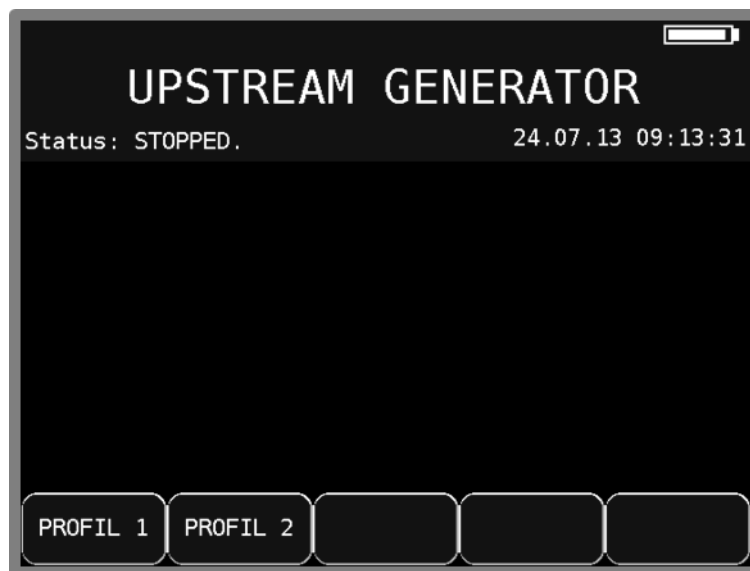 UPSTREAM GENERATOR
Status: STOPPED. 24.07.13 09:13:31
PROFIL 1 PROFIL 2